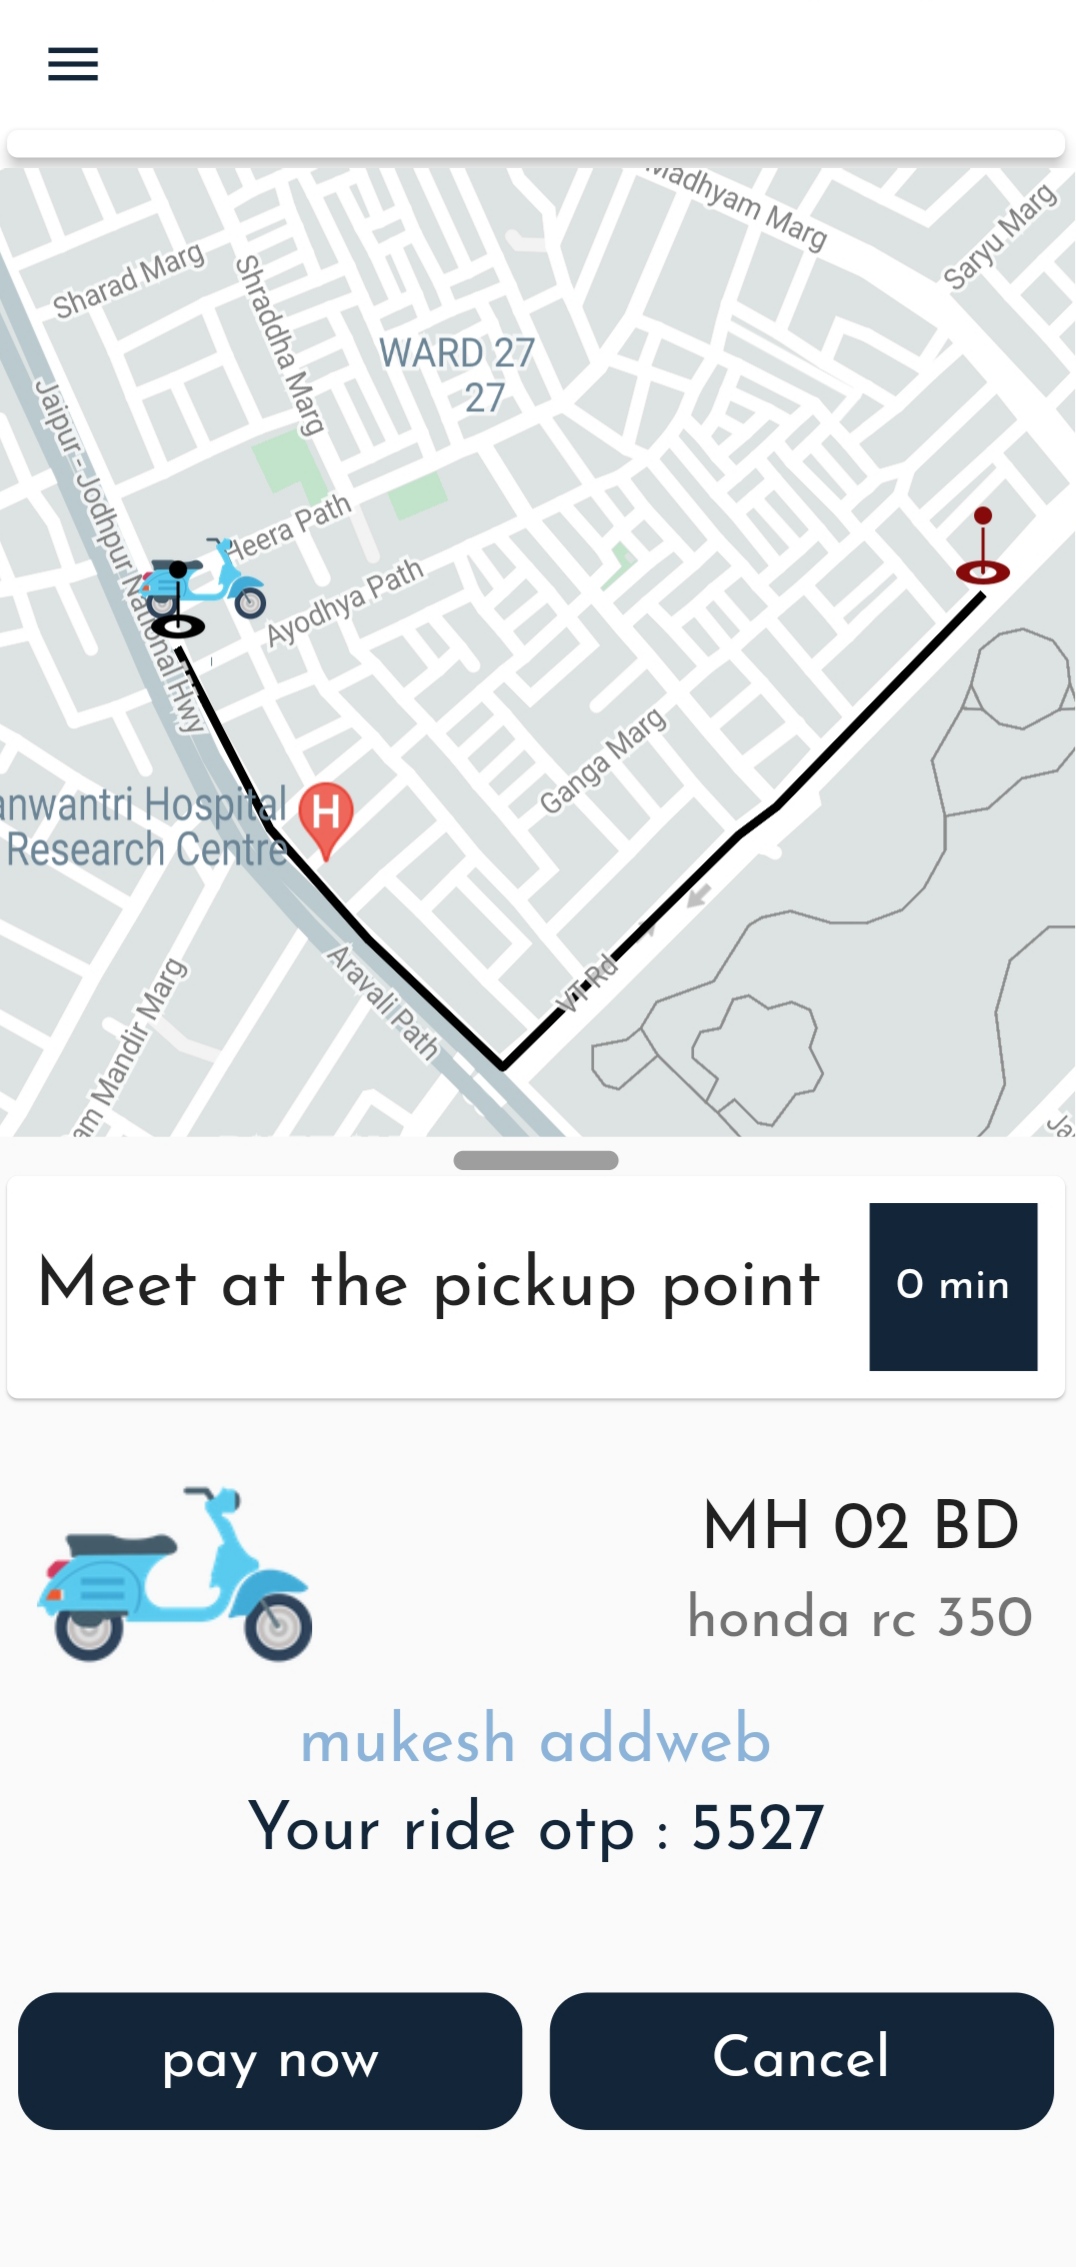 Madhyam Marg
Saryu Marg
Sharad Marg
Shraddha Marg
WARD 27
27
Jaipur - Jodhpur National Hwy
Heera Path
Ayodhya Path
Ganga Marg
anwantri Hospital
Research Centre
H
VT Rd
Aravali Path
am Mandir Marg
Ja
Meet at the pickup point
0 min
MH 02 BD
honda rc 350
mukesh addweb
Your ride otp : 5527
pay now
Cancel